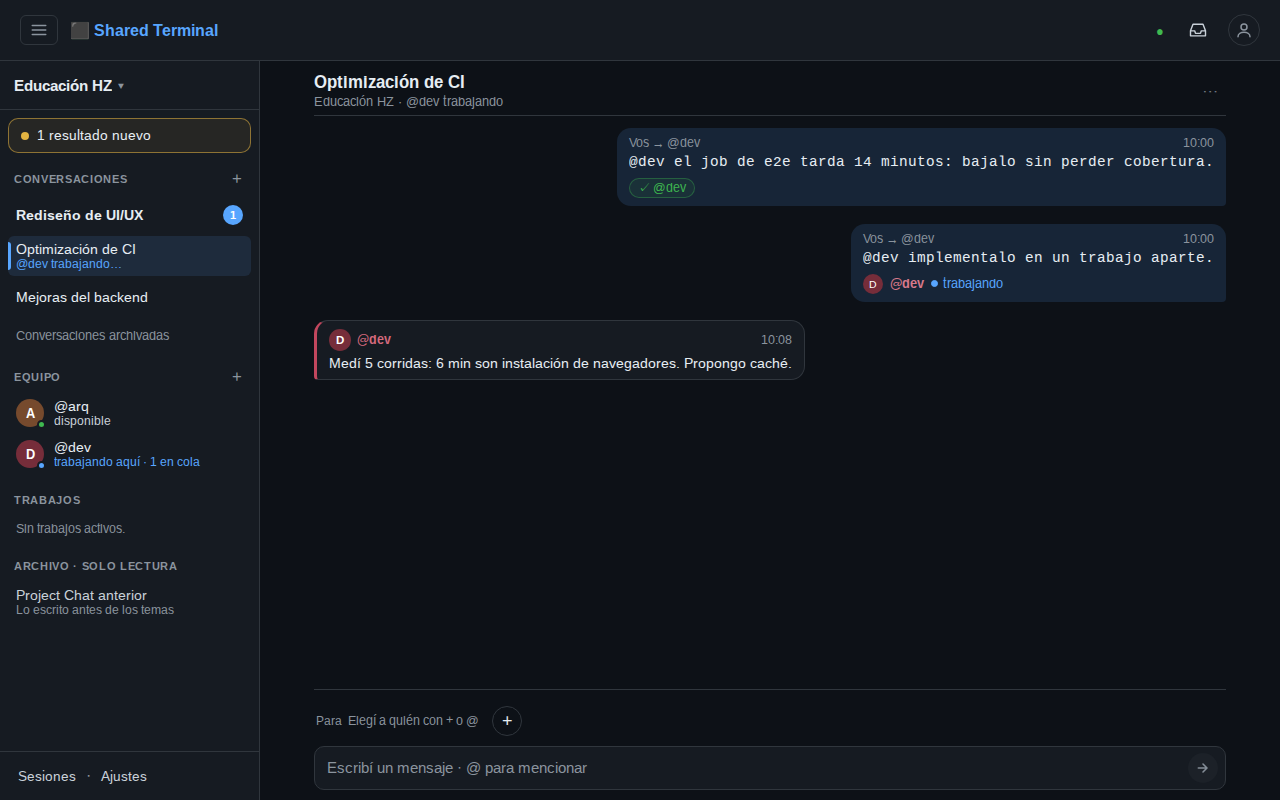 Shared Terminal
Educación HZ ▾
1 resultado nuevo
CONVERSACIONES +
Rediseño de UI/UX 1
Optimización de CI
@dev trabajando…
Mejoras del backend
Conversaciones archivadas
EQUIPO +
A @arq
disponible
D @dev
trabajando aquí · 1 en cola
TRABAJOS
Sin trabajos activos.
ARCHIVO · SOLO LECTURA
Project Chat anterior
Lo escrito antes de los temas
Sesiones · Ajustes
Optimización de CI
Educación HZ · @dev trabajando
···
Vos → @dev 10:00
@dev el job de e2e tarda 14 minutos: bajalo sin perder cobertura.
✓ @dev
Vos → @dev 10:00
@dev implementalo en un trabajo aparte.
D @dev trabajando
D @dev 10:08
Medí 5 corridas: 6 min son instalación de navegadores. Propongo caché.
Para Elegí a quién con + o @ +
Escribí un mensaje · @ para mencionar